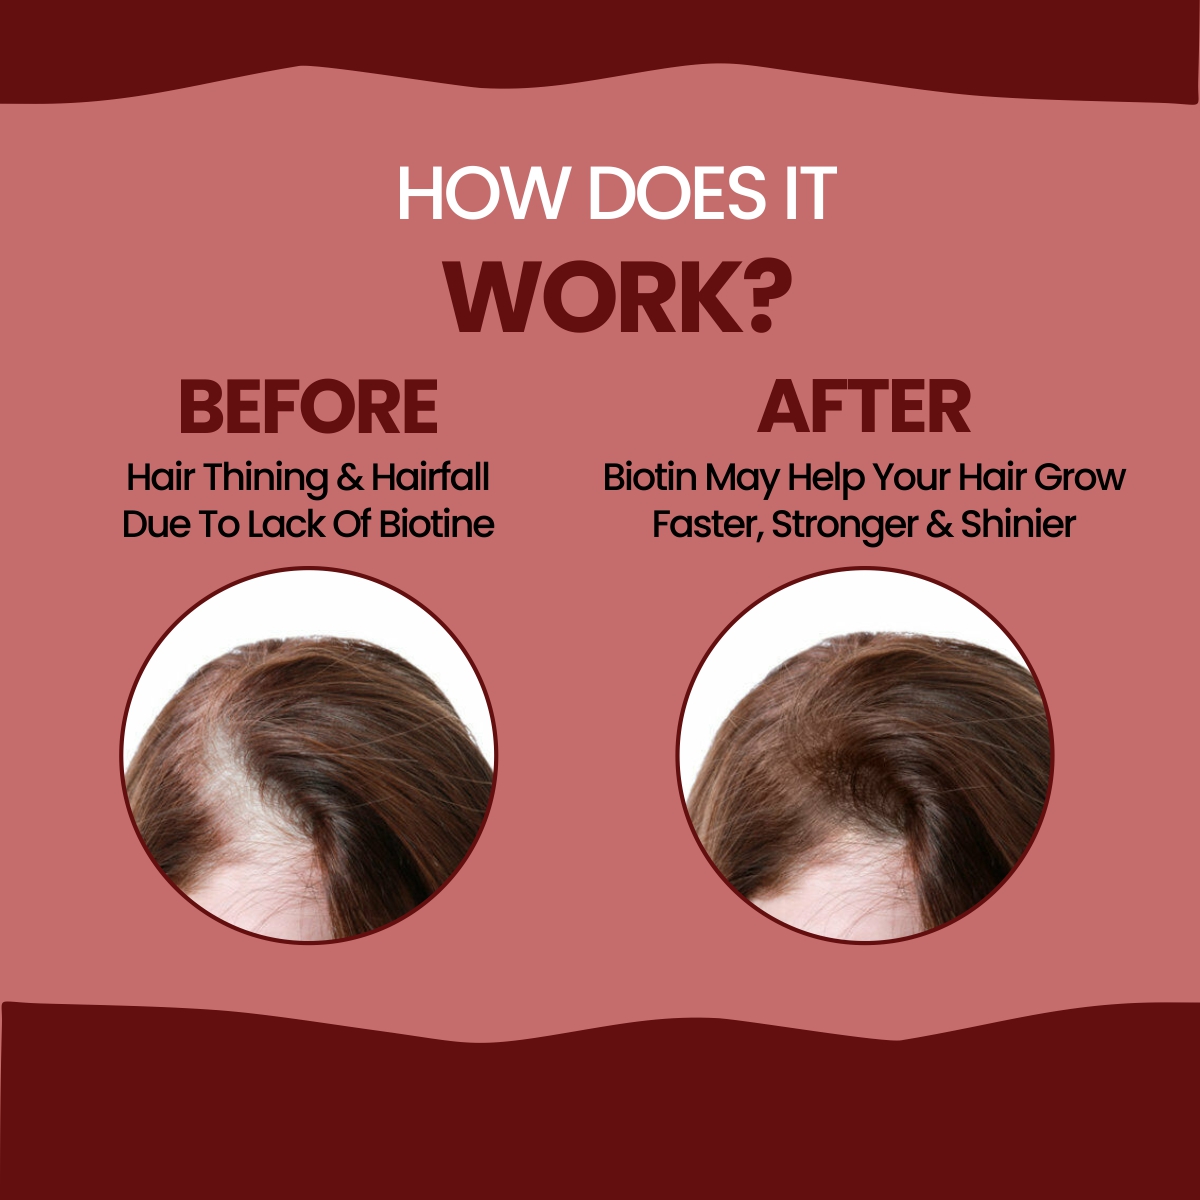 HOW DOES IT
WORK?
BEFORE
Hair Thining & Hairfall
Due To Lack Of Biotine
AFTER
Biotin May Help Your Hair Grow
Faster, Stronger & Shinier